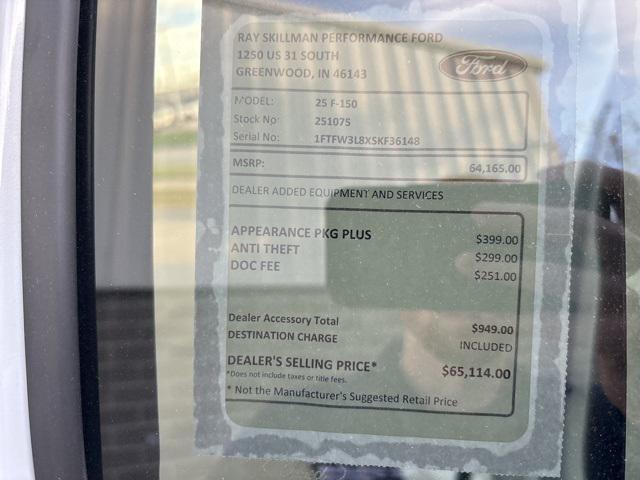 RAY SKILLMAN PERFORMANCE FORD
1250 US 31 SOUTH
GREENWOOD, IN 46143
Ford
MODEL: 25 F-150
Stock No: 251075
Serial No: 1FTFW3L8XSKF36148
MSRP: 64,165.00
DEALER ADDED EQUIPMENT AND SERVICES
APPEARANCE PKG PLUS $399.00
ANTI THEFT $299.00
DOC FEE $251.00
Dealer Accessory Total $949.00
DESTINATION CHARGE INCLUDED
DEALER'S SELLING PRICE* $65,114.00
*Does not include taxes or title fees.
* Not the Manufacturer's Suggested Retail Price